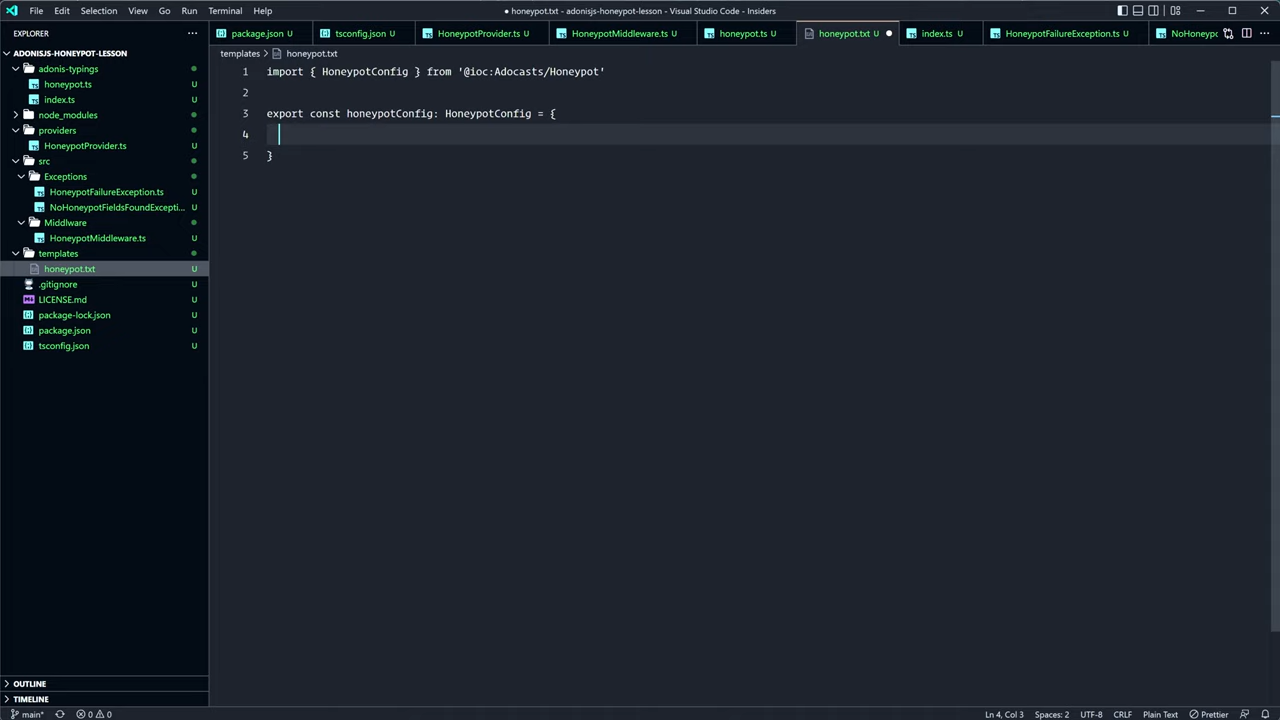 File Edit Selection View Go Run Terminal Help
● honeypot.txt - adonisjs-honeypot-lesson - Visual Studio Code - Insiders
EXPLORER
ADONISJS-HONEYPOT-LESSON
adonis-typings
honeypot.ts U
index.ts U
node_modules
providers
HoneypotProvider.ts U
src
Exceptions
HoneypotFailureException.ts U
NoHoneypotFieldsFoundExcepti... U
Middlware
HoneypotMiddleware.ts U
templates
honeypot.txt U
.gitignore U
LICENSE.md U
package-lock.json U
package.json U
tsconfig.json U
OUTLINE
TIMELINE
package.json U
tsconfig.json U
HoneypotProvider.ts U
HoneypotMiddleware.ts U
honeypot.ts U
honeypot.txt U ●
index.ts U
HoneypotFailureException.ts U
NoHoneypo
templates > honeypot.txt
1 import { HoneypotConfig } from '@ioc:Adocasts/Honeypot'
2
3 export const honeypotConfig: HoneypotConfig = {
4
5 }
main* 0 0
Ln 4, Col 3 Spaces: 2 UTF-8 CRLF Plain Text Prettier